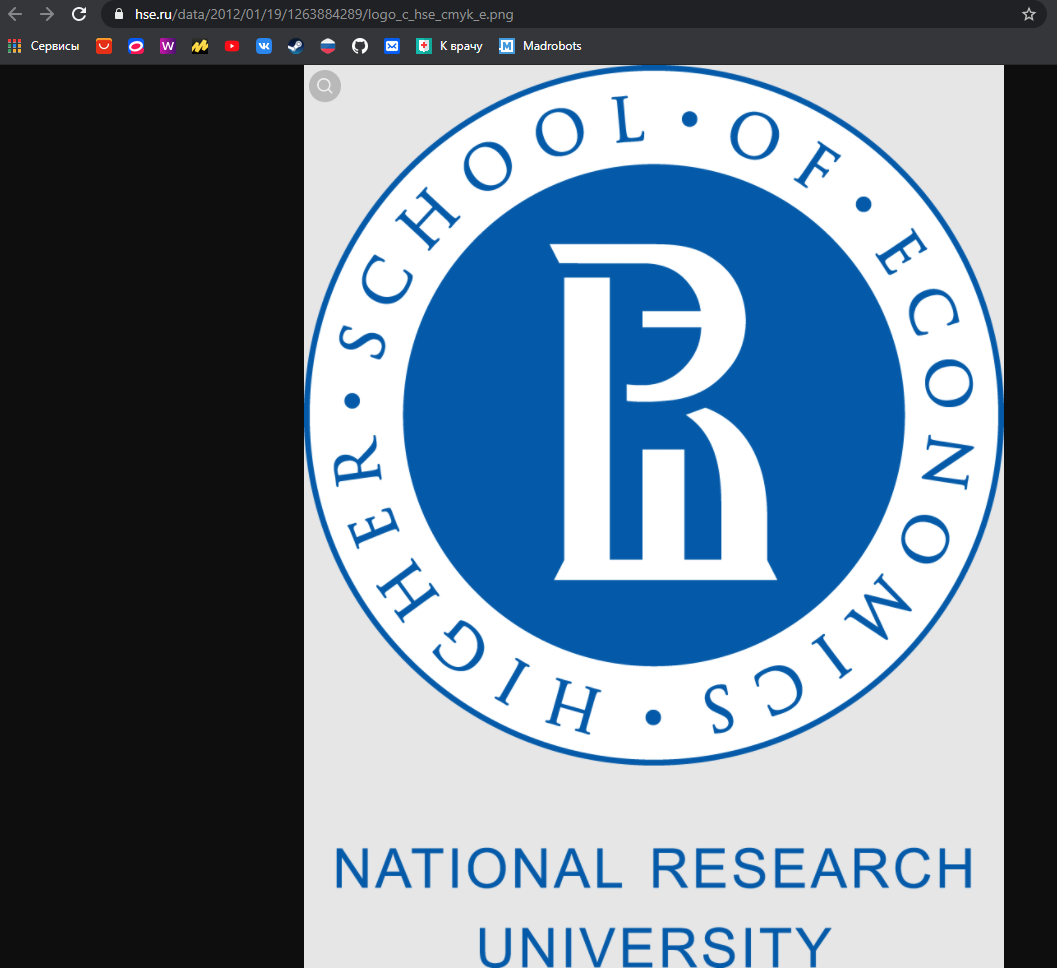 hse.ru/data/2012/01/19/1263884289/logo_c_hse_cmyk_e.png
Сервисы
W
К врачу
M
Madrobots
HIGHER • SCHOOL • OF • ECONOMICS •
NATIONAL RESEARCH
UNIVERSITY